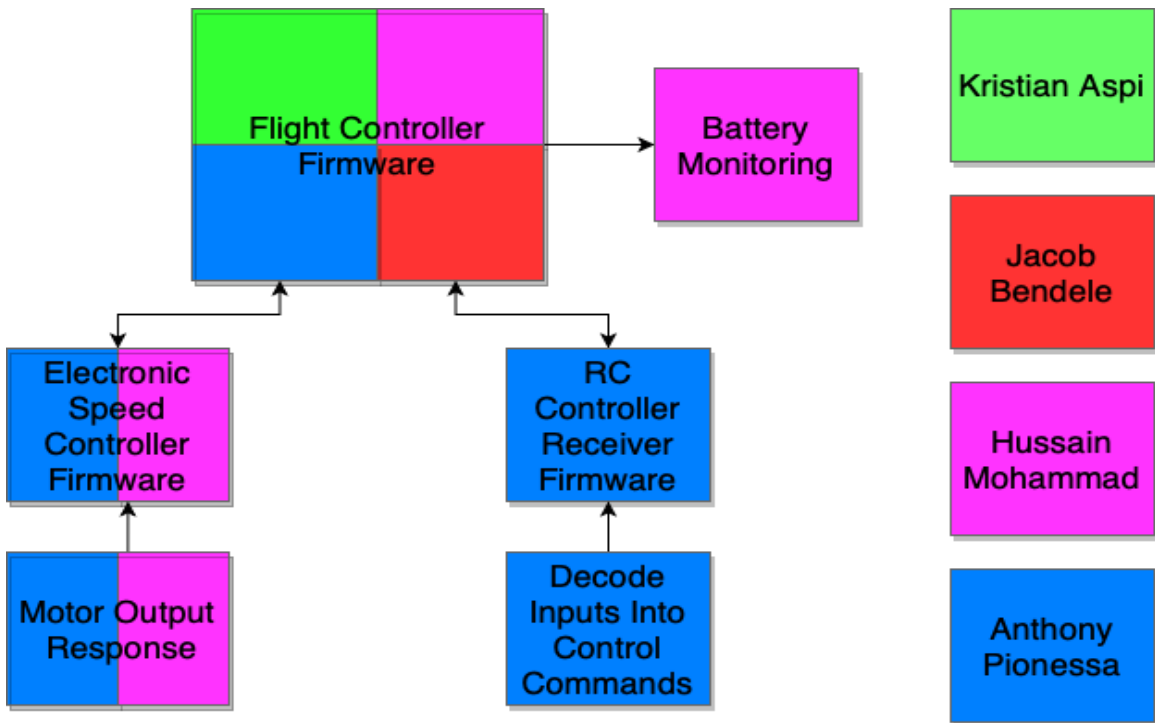 Flight Controller
Firmware
Battery
Monitoring
Kristian Aspi
Jacob
Bendele
Electronic
Speed
Controller
Firmware
RC
Controller
Receiver
Firmware
Hussain
Mohammad
Motor Output
Response
Decode
Inputs Into
Control
Commands
Anthony
Pionessa